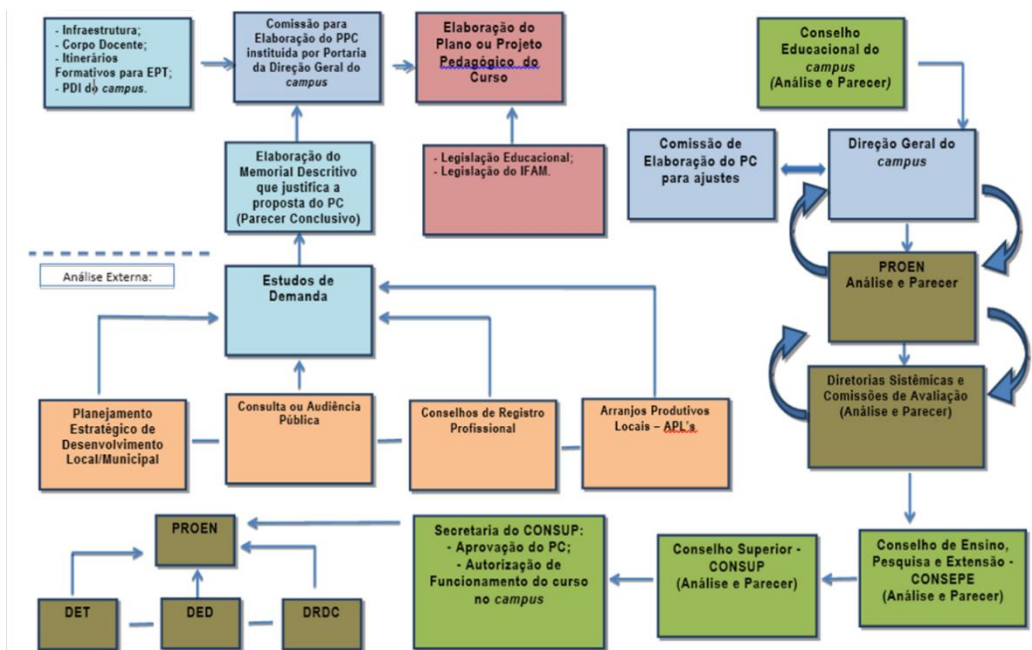 - Infraestrutura;
- Corpo Docente;
- Itinerários
Formativos para EPT;
- PDI do campus.
Comissão para
Elaboração do PPC
instituida por Portaria
da Direção Geral do
campus
Elaboração do
Plano ou Projeto
Pedagógico do
Curso
Conselho
Educacional do
campus
(Análise e Parecer)
Elaboração do
Memorial Descritivo
que justifica a
proposta do PC
(Parecer Conclusivo)
- Legislação Educacional;
- Legislação do IFAM.
Comissão de
Elaboração do PC
para ajustes
Direção Geral do
campus
Análise Externa:
Estudos de
Demanda
PROEN
Análise e Parecer
Diretorias Sistêmicas e
Comissões de Avaliação
(Análise e Parecer)
Planejamento
Estratégico de
Desenvolvimento
Local/Municipal
Consulta ou Audiência
Pública
Conselhos de Registro
Profissional
Arranjos Produtivos
Locais – APL's
PROEN
DET
DED
DRDC
Secretaria do CONSUP:
- Aprovação do PC;
- Autorização de
Funcionamento do curso
no campus
Conselho Superior -
CONSUP
(Análise e Parecer)
Conselho de Ensino,
Pesquisa e Extensão -
CONSEPE
(Análise e Parecer)